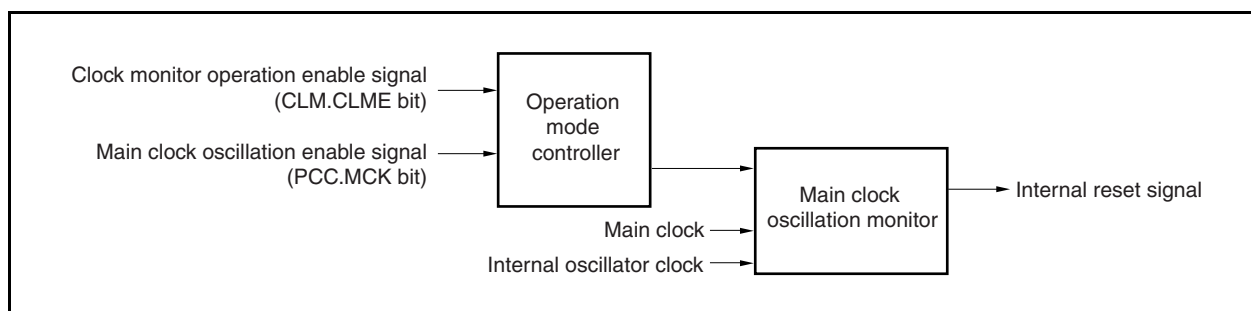 Clock monitor operation enable signal
(CLM.CLME bit)
Main clock oscillation enable signal
(PCC.MCK bit)
Operation
mode
controller
Main clock
Internal oscillator clock
Main clock
oscillation monitor
Internal reset signal